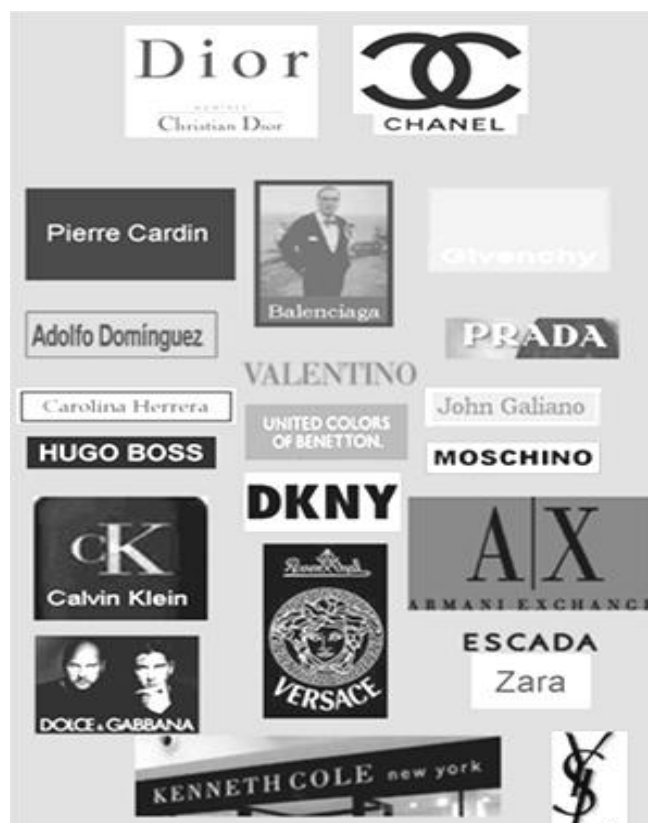 Dior
Christian Dior
CHANEL
Pierre Cardin
Balenciaga
Givenchy
Adolfo Domínguez
PRADA
VALENTINO
Carolina Herrera
John Galiano
UNITED COLORS
OF BENETTON.
HUGO BOSS
MOSCHINO
DKNY
CK
Calvin Klein
A|X
ARMANI EXCHANGE
VERSACE
ESCADA
Zara
DOLCE & GABBANA
KENNETH COLE new york
YSL